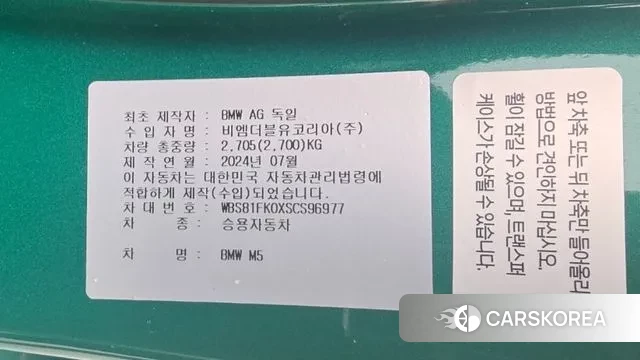 최초 제작자 : BMW AG 독일
수 입 자 명 : 비엠더블유코리아(주)
차량 총중량 : 2,705(2,700)KG
제 작 연 월 : 2024년 07월
이 자동차는 대한민국 자동차관리법령에
적합하게 제작(수입)되었습니다.
차 대 번 호 : WBS81FK0XSCS96977
차 종 : 승용자동차
차 명 : BMW M5
앞 차축 또는 뒤 차축만 들어올리
방법으로 견인하지 마십시오.
휠이 잠길 수 있으며, 트랜스퍼
케이스가 손상될 수 있습니다.
CARSKOREA